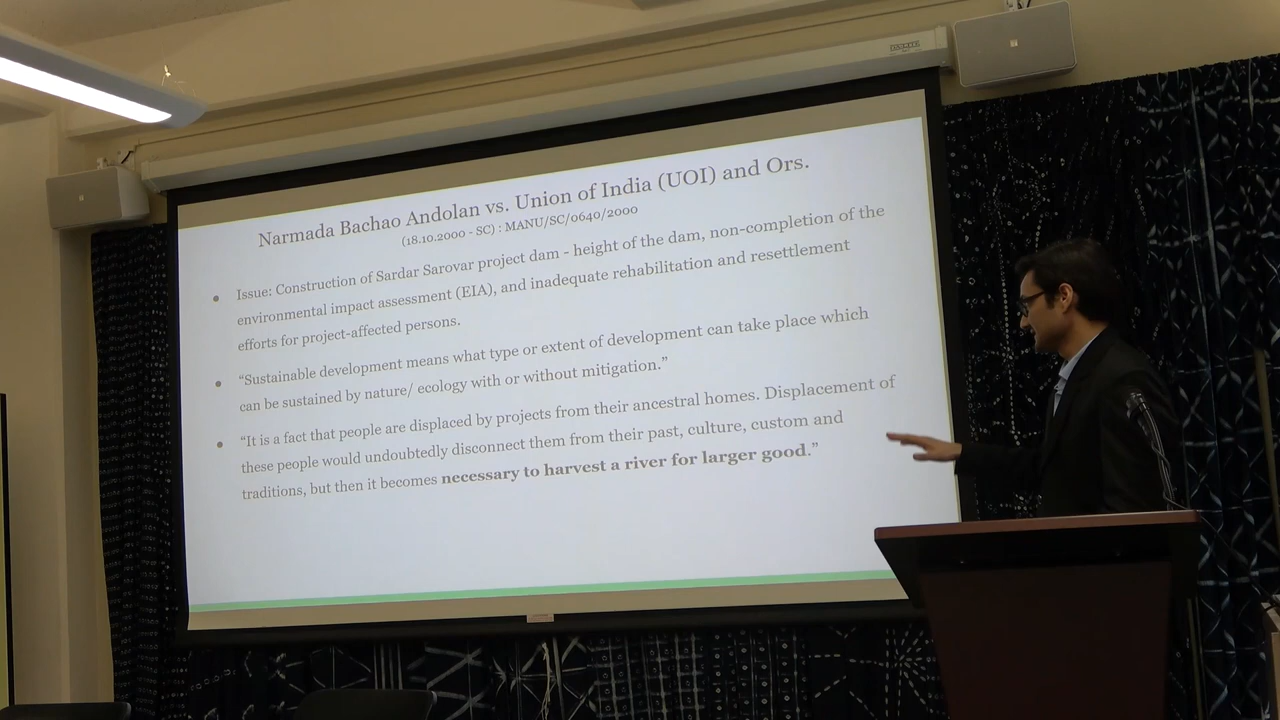 Narmada Bachao Andolan vs. Union of India (UOI) and Ors.
(18.10.2000 - SC) : MANU/SC/0640/2000
● Issue: Construction of Sardar Sarovar project dam - height of the dam, non-completion of the
environmental impact assessment (EIA), and inadequate rehabilitation and resettlement
efforts for project-affected persons.
● “Sustainable development means what type or extent of development can take place which
can be sustained by nature/ ecology with or without mitigation.”
● “It is a fact that people are displaced by projects from their ancestral homes. Displacement of
these people would undoubtedly disconnect them from their past, culture, custom and
traditions, but then it becomes necessary to harvest a river for larger good.”